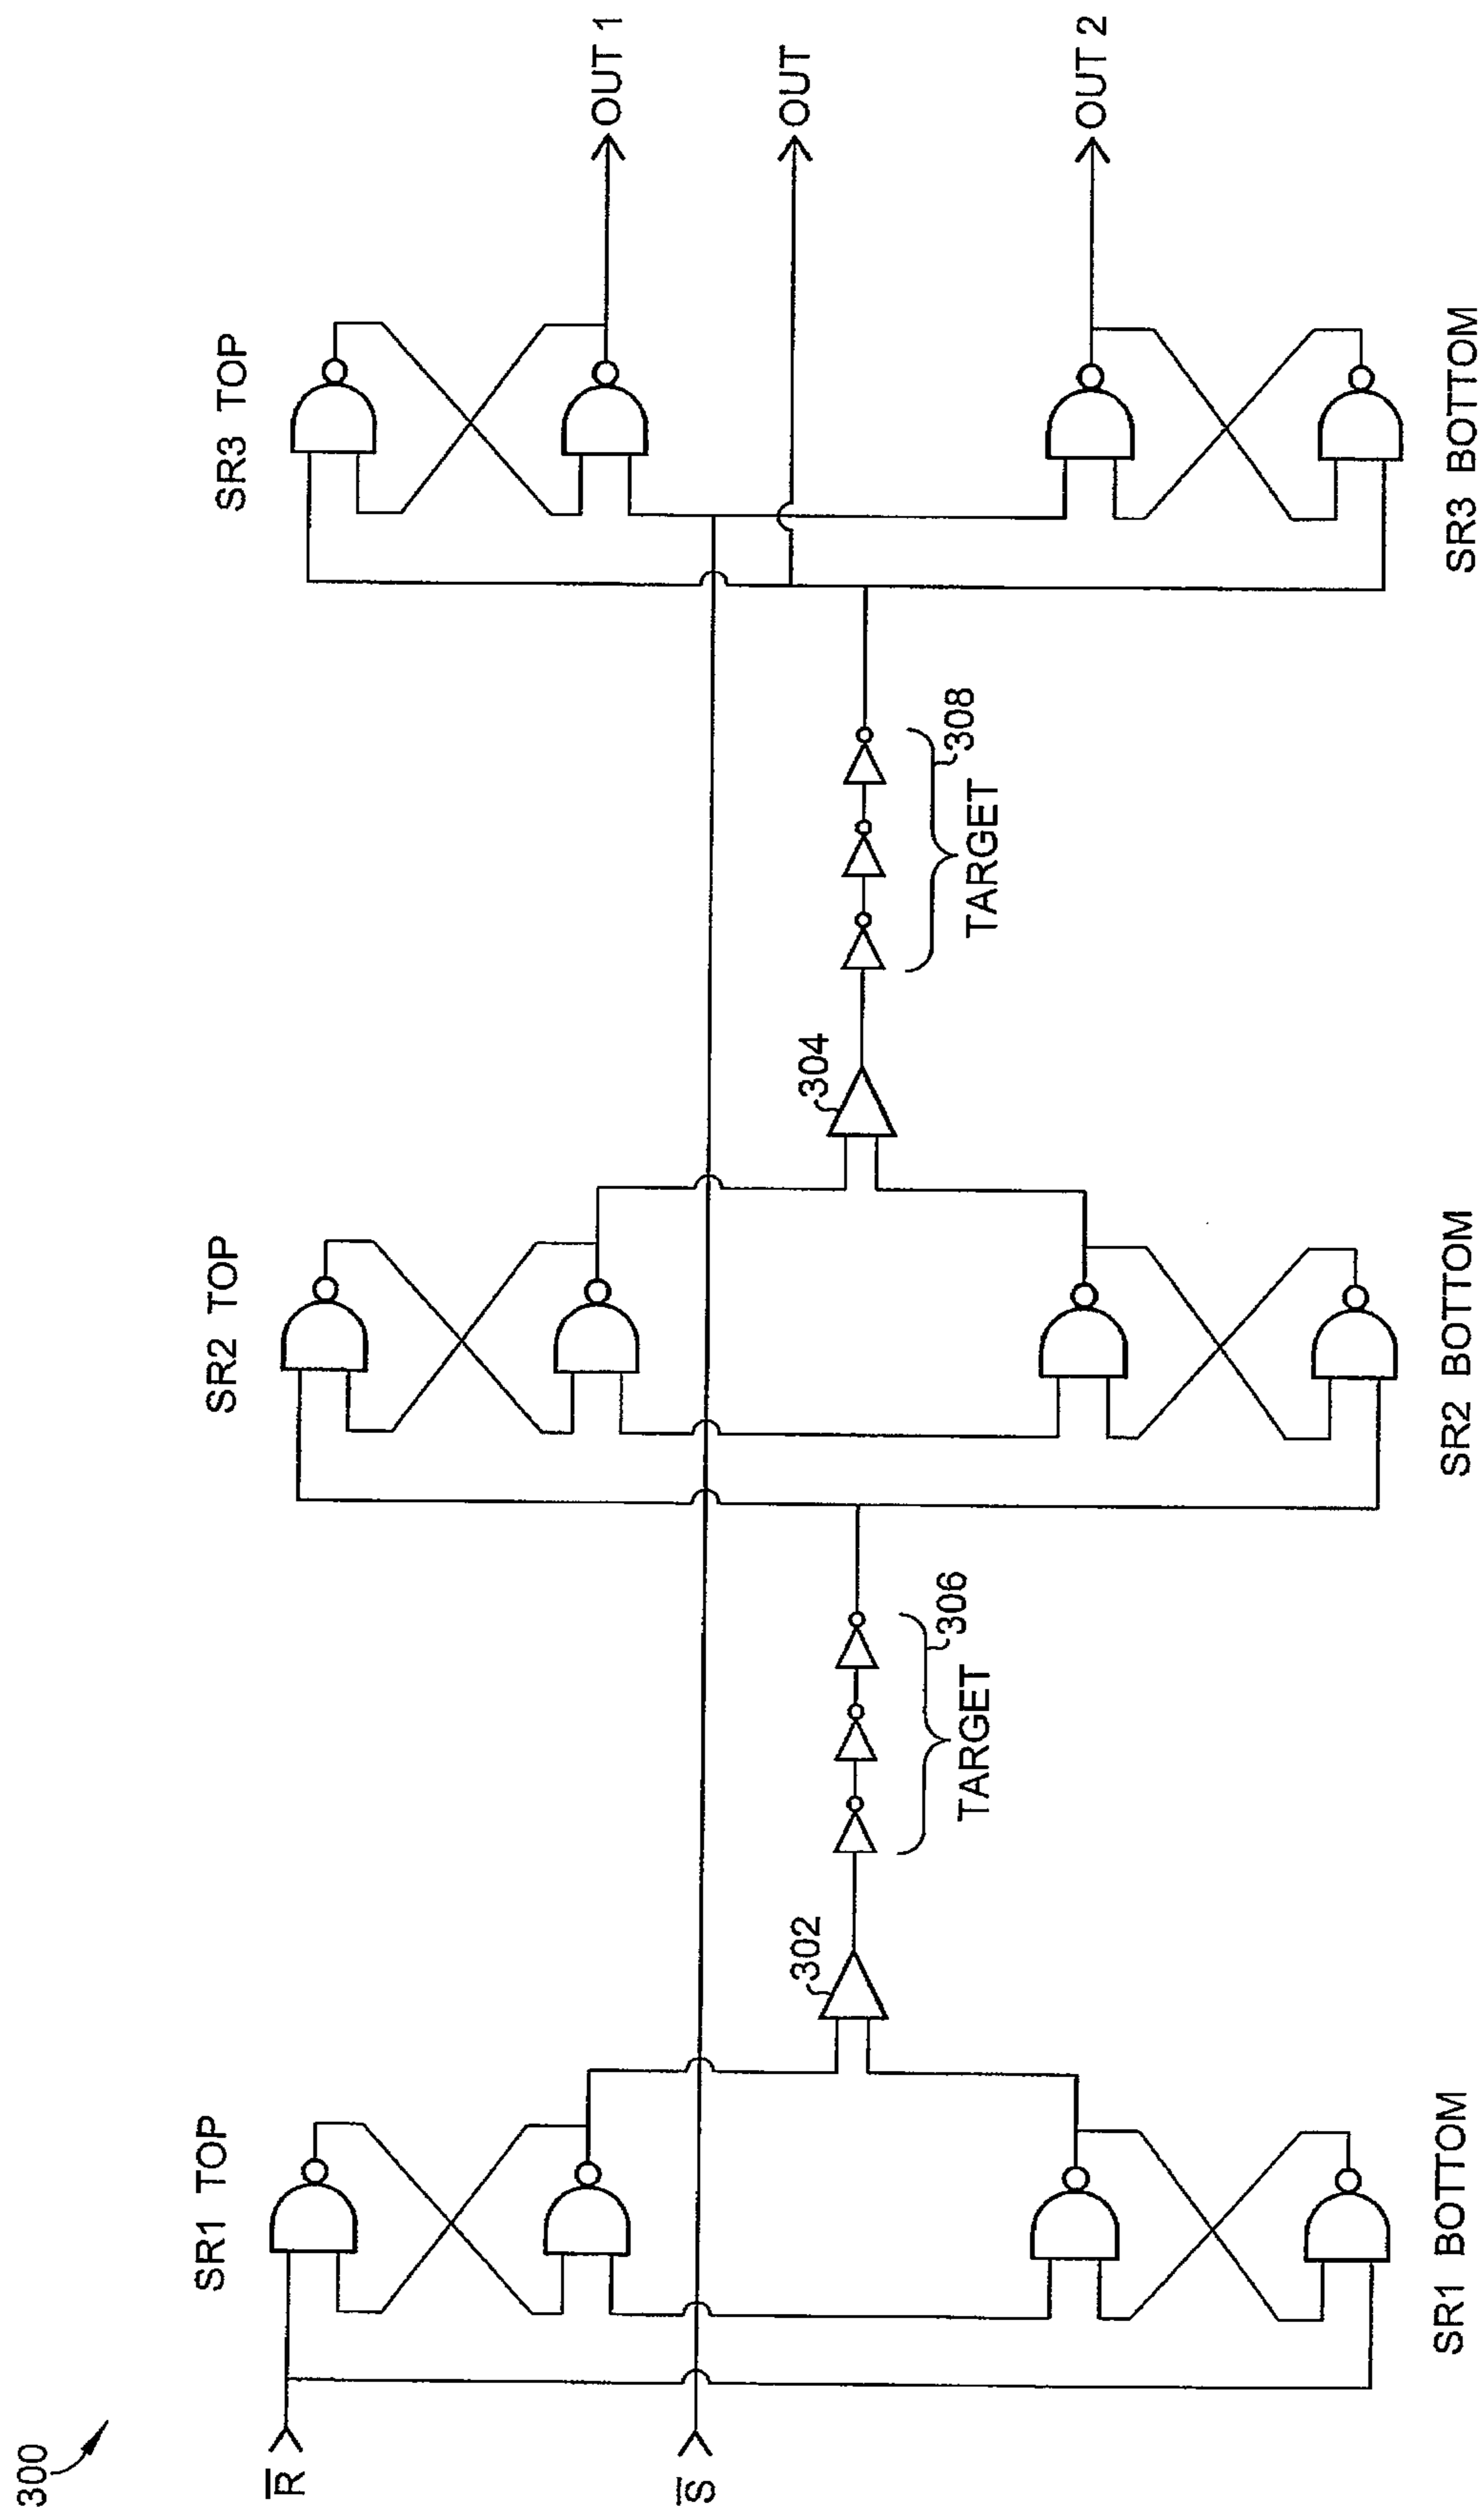 300
R
S
SR1 TOP
SR1 BOTTOM
302
TARGET
306
SR2 TOP
SR2 BOTTOM
304
TARGET
308
SR3 TOP
SR3 BOTTOM
OUT 1
OUT
OUT 2